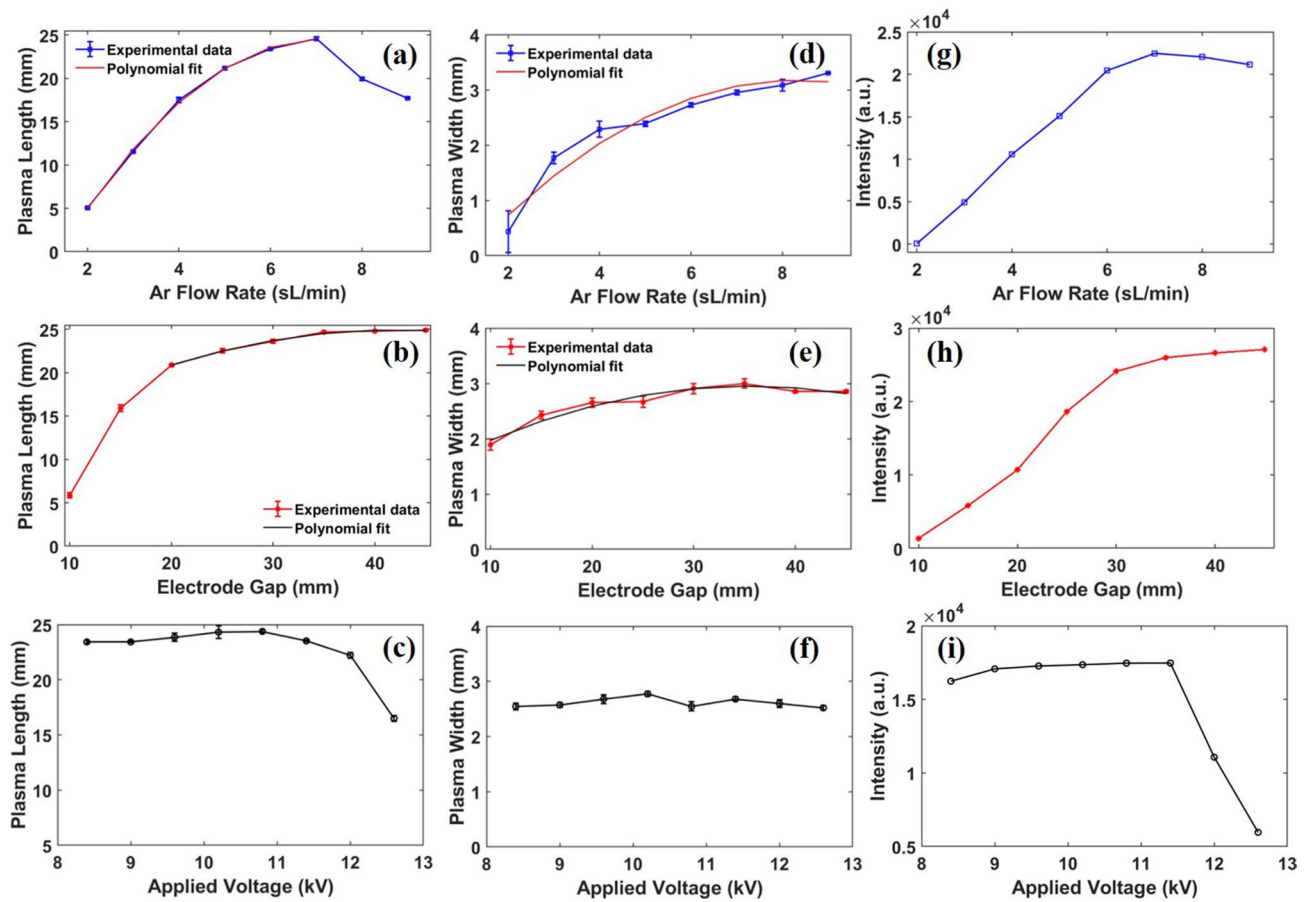 Plasma Length (mm)
25
20
15
10
5
0
Experimental data
Polynomial fit
(a)
2 4 6 8
Ar Flow Rate (sL/min)
Plasma Width (mm)
4
3
2
1
0
Experimental data
Polynomial fit
(d)
2 3 4 5 6 7 8 9
Ar Flow Rate (sL/min)
×10⁴
Intensity (a.u.)
2.5
2
1.5
1
0.5
0
(g)
2 4 6 8
Ar Flow Rate (sL/min)
Plasma Length (mm)
25
20
15
10
5
0
(b)
Experimental data
Polynomial fit
10 20 30 40
Electrode Gap (mm)
Plasma Width (mm)
4
3
2
1
0
Experimental data
Polynomial fit
(e)
10 20 30 40
Electrode Gap (mm)
×10⁴
Intensity (a.u.)
3
2
1
0
(h)
10 20 30 40
Electrode Gap (mm)
Plasma Length (mm)
25
15
5
(c)
8 9 10 11 12 13
Applied Voltage (kV)
Plasma Width (mm)
4
3
2
1
0
(f)
8 9 10 11 12 13
Applied Voltage (kV)
×10⁴
Intensity (a.u.)
2
1.5
1
0.5
(i)
8 9 10 11 12 13
Applied Voltage (kV)